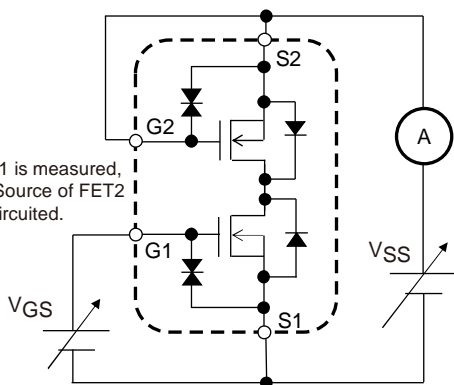 S2
G2
A
1 is measured,
Source of FET2
ircuited.
G1
VSS
VGS
S1